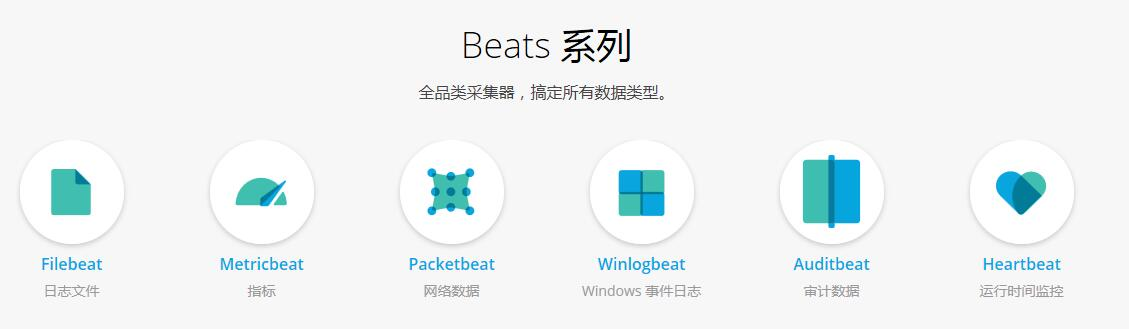 Beats 系列
全品类采集器，搞定所有数据类型。
Filebeat
日志文件
Metricbeat
指标
Packetbeat
网络数据
Winlogbeat
Windows 事件日志
Auditbeat
审计数据
Heartbeat
运行时间监控